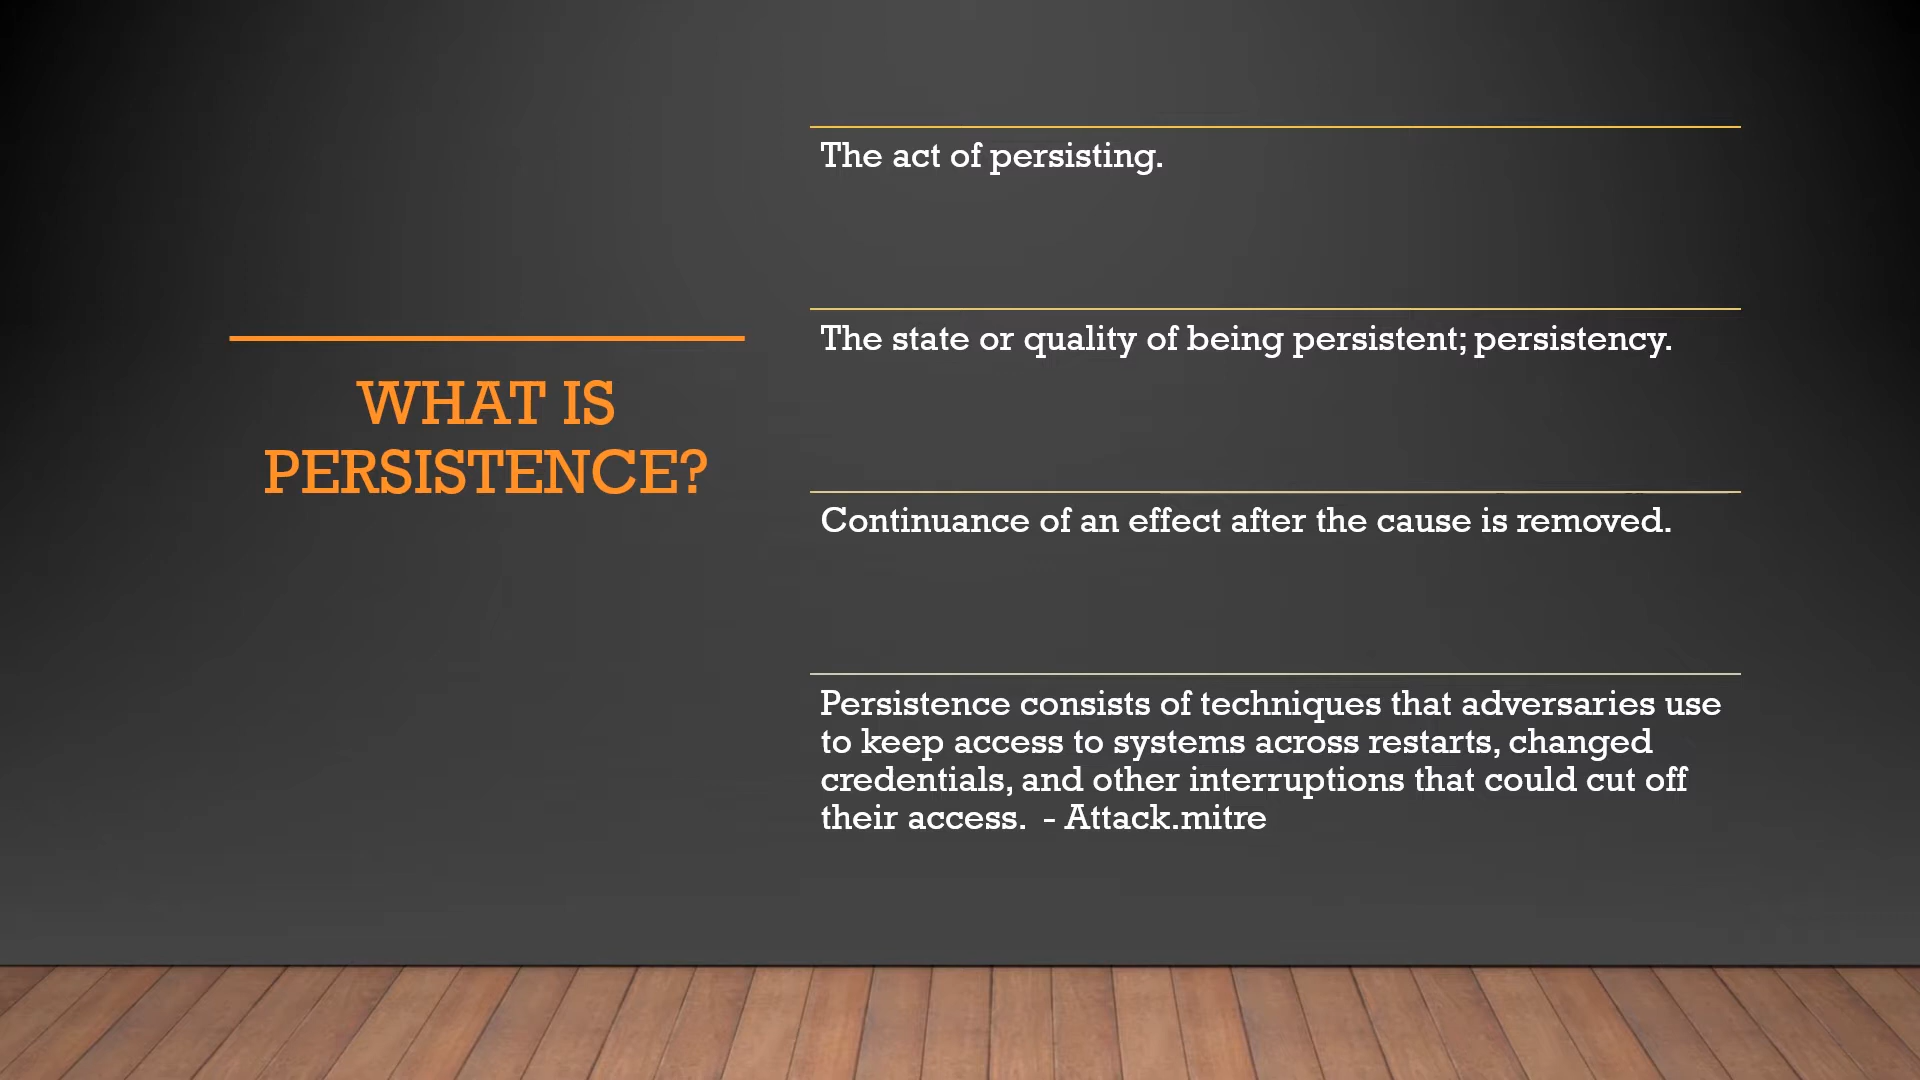 WHAT IS
PERSISTENCE?
The act of persisting.
The state or quality of being persistent; persistency.
Continuance of an effect after the cause is removed.
Persistence consists of techniques that adversaries use
to keep access to systems across restarts, changed
credentials, and other interruptions that could cut off
their access.  - Attack.mitre